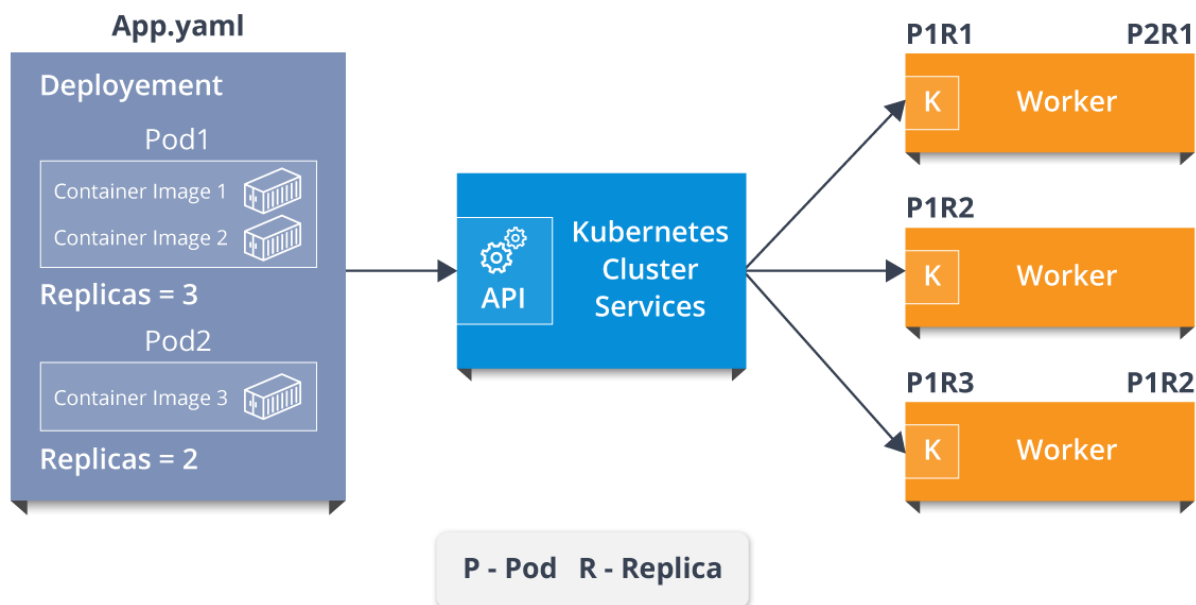 App.yaml
Deployement
Pod1
Container Image 1
Container Image 2
Replicas = 3
Pod2
Container Image 3
Replicas = 2
API
Kubernetes
Cluster
Services
P1R1 P2R1
K Worker
P1R2
K Worker
P1R3 P1R2
K Worker
P - Pod R - Replica